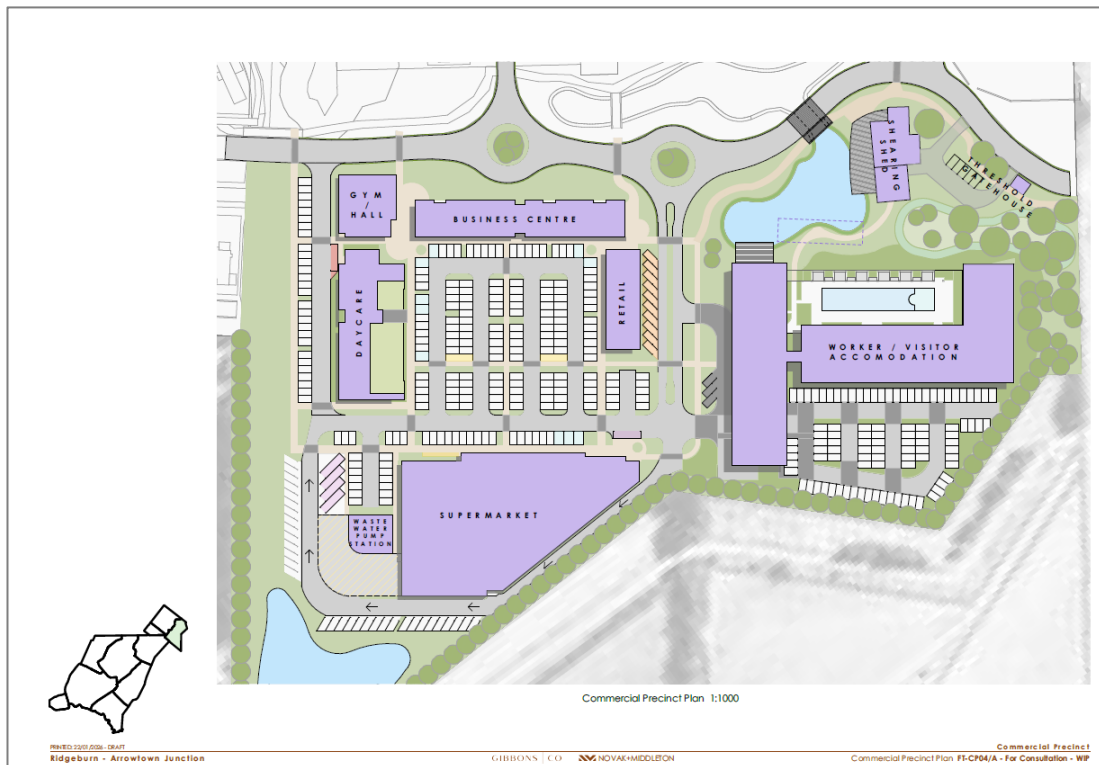 GYM
/
HALL
BUSINESS CENTRE
SHEARING
SHED
THRESHOLD
GATEHOUSE
DAYCARE
RETAIL
WORKER / VISITOR
ACCOMODATION
SUPERMARKET
WASTE
WATER
PUMP
STATION
Commercial Precinct Plan 1:1000
PRINTED: 22/01/2026 - DRAFT
Ridgeburn - Arrowtown Junction
GIBBONS | CO
NOVAK+MIDDLETON
Commercial Precinct
Commercial Precinct Plan FT-CP04/A - For Consultation - WIP